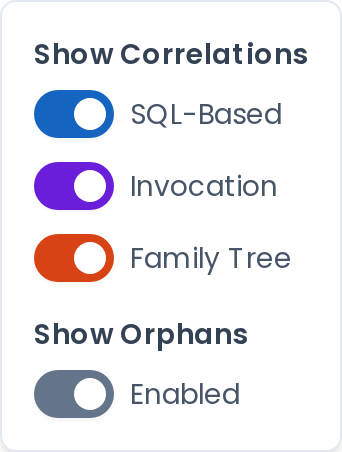 Show Correlations
SQL-Based
Invocation
Family Tree
Show Orphans
Enabled